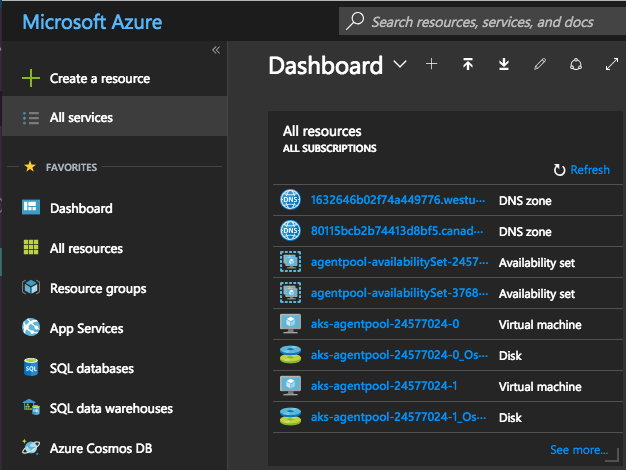 Microsoft Azure
Search resources, services, and docs
Create a resource
All services
FAVORITES
Dashboard
All resources
Resource groups
App Services
SQL databases
SQL data warehouses
Azure Cosmos DB
Dashboard
All resources
ALL SUBSCRIPTIONS
Refresh
1632646b02f74a449776.westu··· DNS zone
80115bcb2b74413d8bf5.canad··· DNS zone
agentpool-availabilitySet-2457··· Availability set
agentpool-availabilitySet-3768··· Availability set
aks-agentpool-24577024-0 Virtual machine
aks-agentpool-24577024-0_Os··· Disk
aks-agentpool-24577024-1 Virtual machine
aks-agentpool-24577024-1_Os··· Disk
See more...